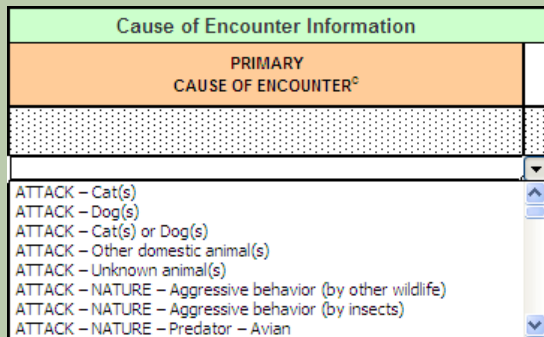 Cause of Encounter Information
PRIMARY
CAUSE OF ENCOUNTERᶜ
ATTACK – Cat(s)
ATTACK – Dog(s)
ATTACK – Cat(s) or Dog(s)
ATTACK – Other domestic animal(s)
ATTACK – Unknown animal(s)
ATTACK – NATURE – Aggressive behavior (by other wildlife)
ATTACK – NATURE – Aggressive behavior (by insects)
ATTACK – NATURE – Predator – Avian